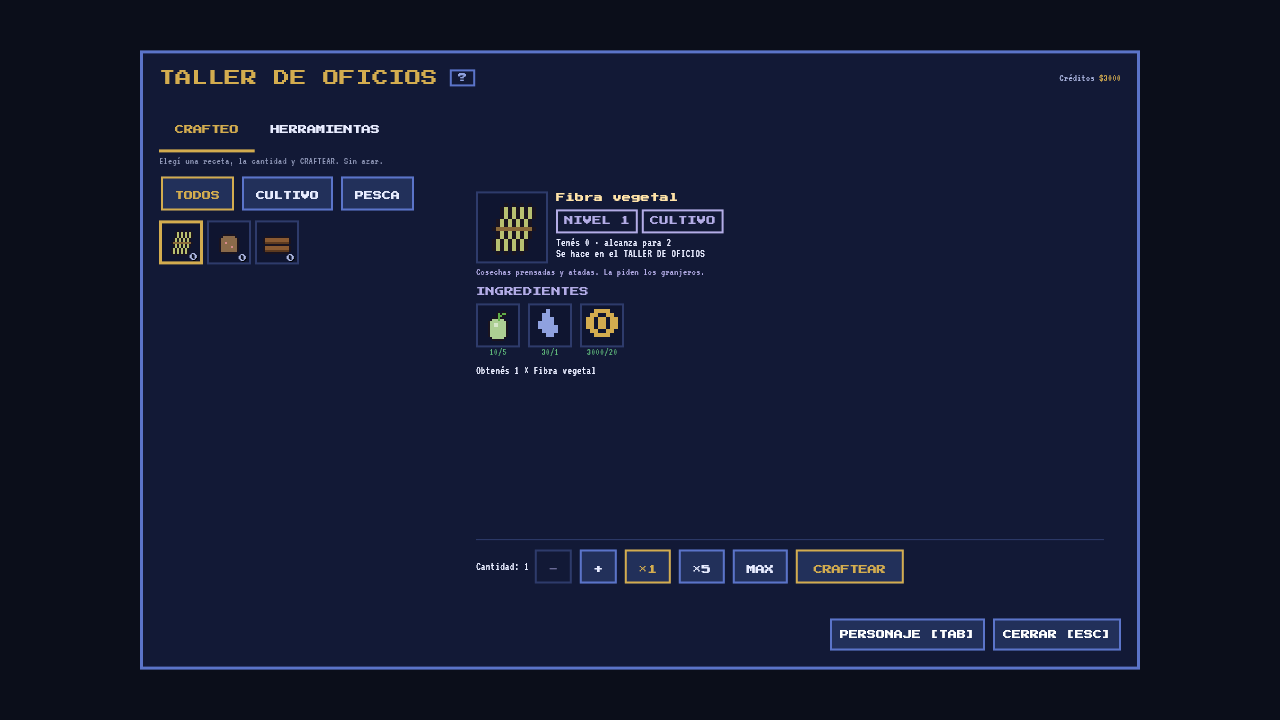 TALLER DE OFICIOS ?
Créditos $3000
CRAFTEO HERRAMIENTAS
Elegí una receta, la cantidad y CRAFTEAR. Sin azar.
TODOS CULTIVO PESCA
0 0 0
Fibra vegetal
NIVEL 1 CULTIVO
Tenés 0 · alcanza para 2
Se hace en el TALLER DE OFICIOS
Cosechas prensadas y atadas. La piden los granjeros.
INGREDIENTES
10/5 30/1 3000/20
Obtenés 1 × Fibra vegetal
Cantidad: 1 − + ×1 ×5 MAX CRAFTEAR
PERSONAJE [TAB] CERRAR [ESC]